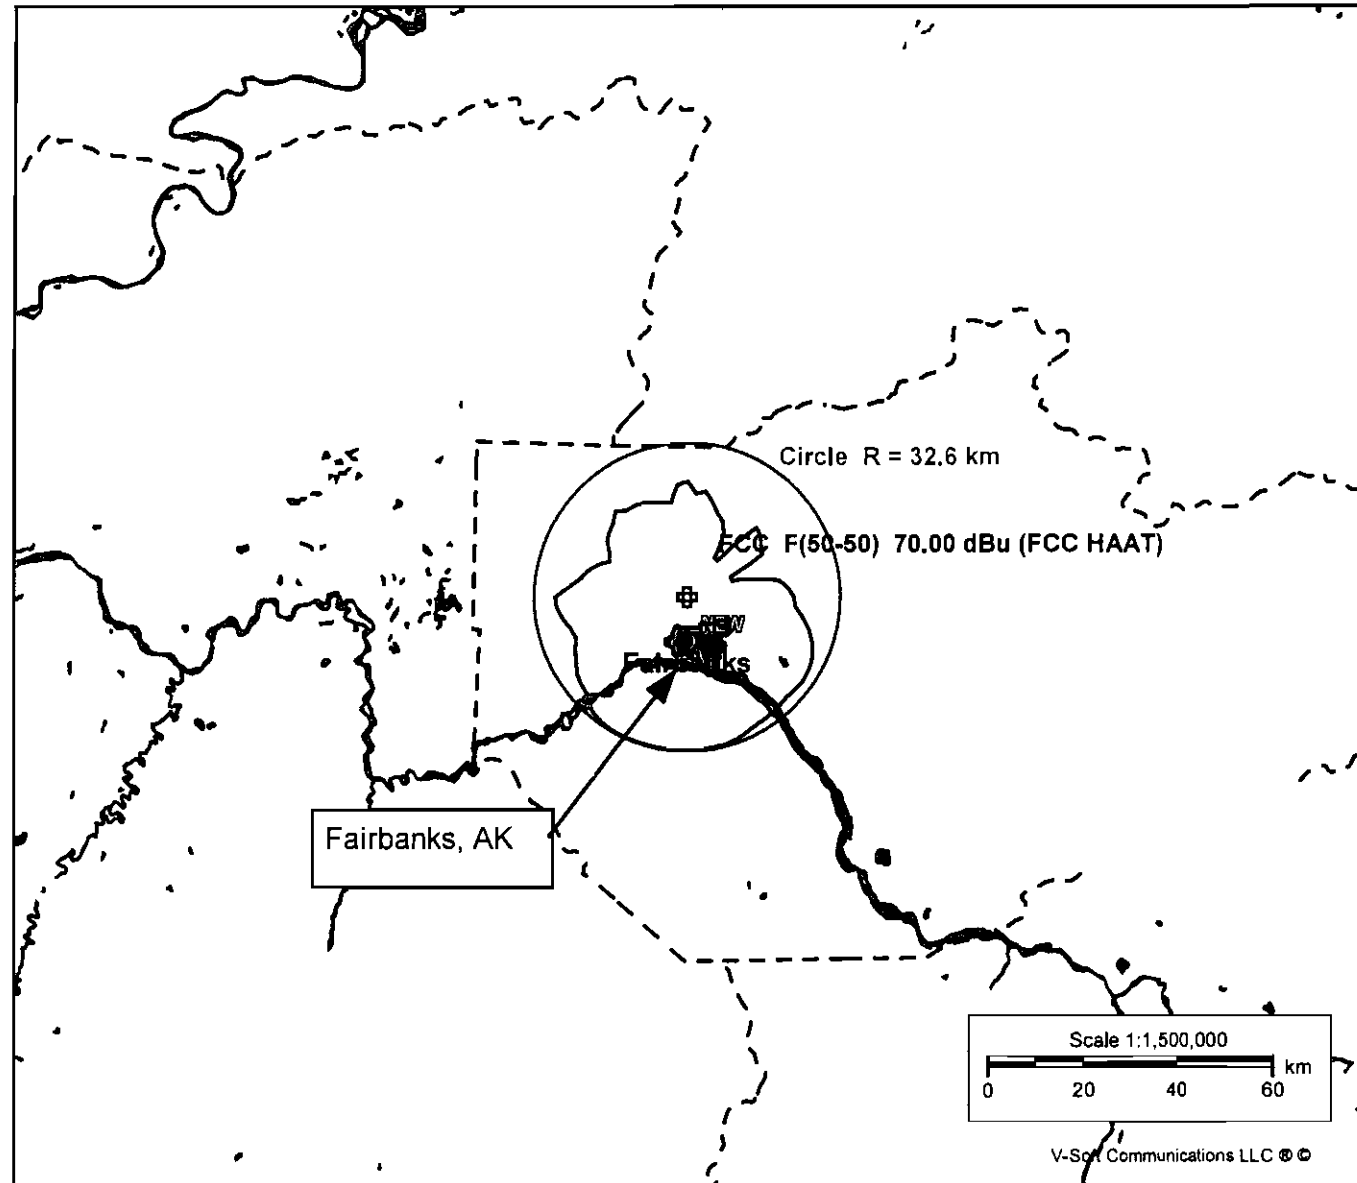 Circle R = 32.6 km
FCC F(50-50) 70.00 dBu (FCC HAAT)
NEW
Fairbanks
Fairbanks, AK
Scale 1:1,500,000
km
0 20 40 60
V-Soft Communications LLC ® ©